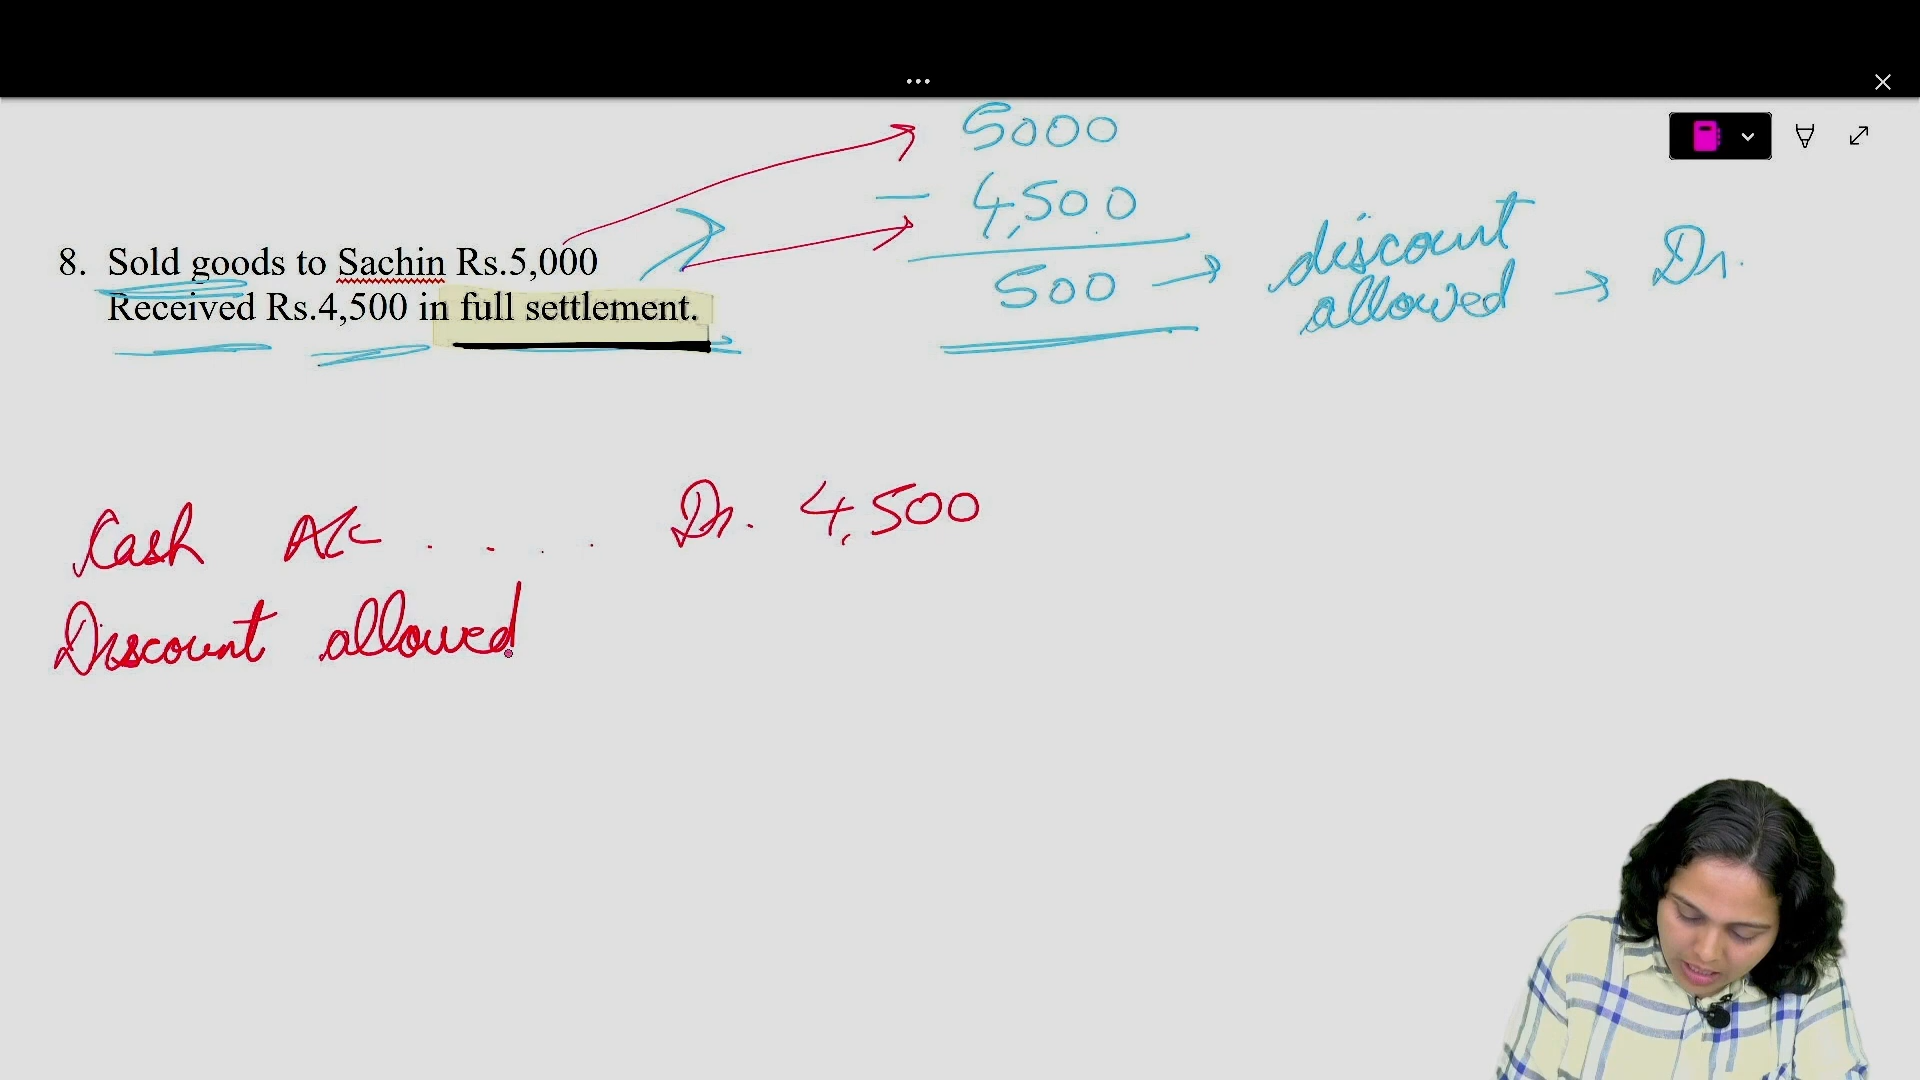 5000
- 4,500
8. Sold goods to Sachin Rs.5,000
Received Rs.4,500 in full settlement.
500 → discount allowed → Dr.
Cash A/c .... Dr. 4,500
Discount allowed